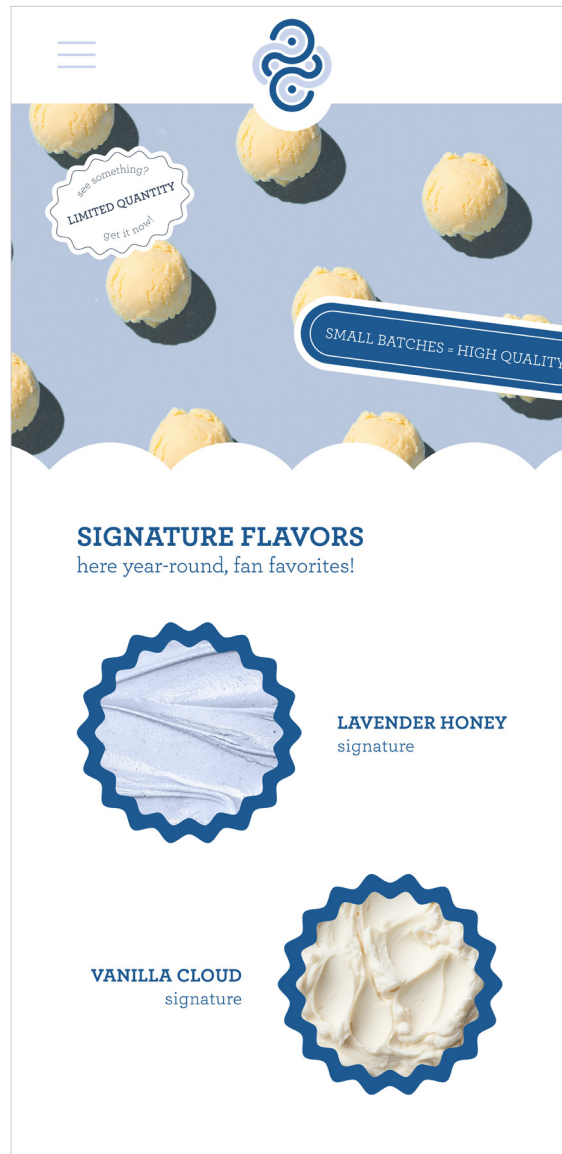 see something?
LIMITED QUANTITY
get it now!
SMALL BATCHES = HIGH QUALITY
SIGNATURE FLAVORS
here year-round, fan favorites!
LAVENDER HONEY
signature
VANILLA CLOUD
signature